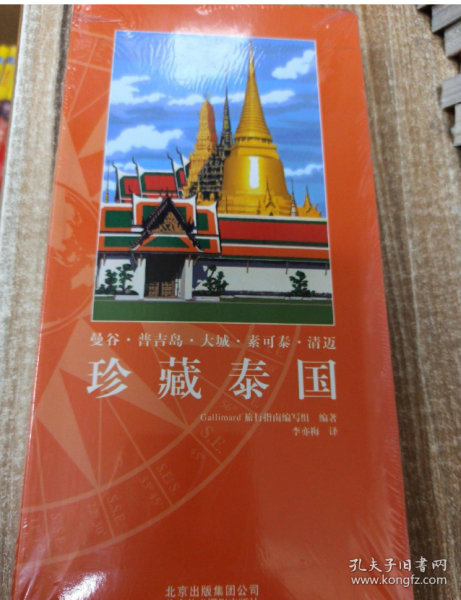 曼谷·普吉岛·大城·素可泰·清迈
珍藏泰国
Gallimard 旅行指南编写组 编著
李亦梅 译
北京出版集团公司
孔夫子旧书网
www.kongfz.com